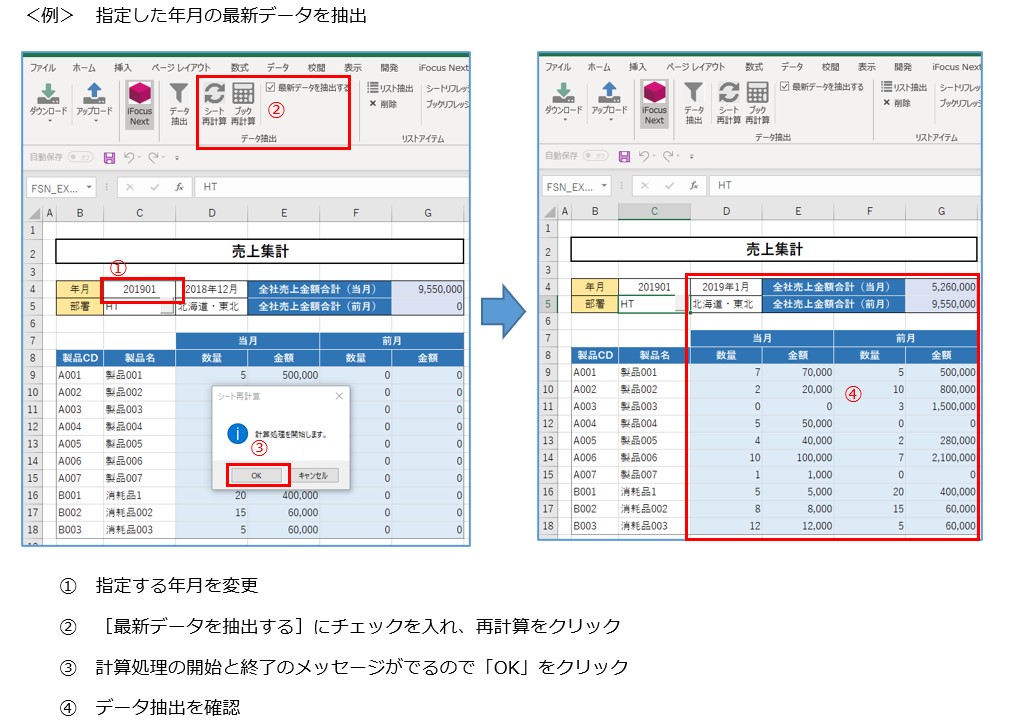 ＜例＞　指定した年月の最新データを抽出
ファイル ホーム 挿入 ページ レイアウト 数式 データ 校閲 表示 開発 iFocus Next
ダウンロード アップロード iFocus Next データ抽出 シート再計算 ブック再計算 最新データを抽出する リスト抽出 シートリフレッシ
② × 削除 ブックリフレッシ
データ抽出 リストアイテム
自動保存 オフ
FSN_EX... fx HT
A B C D E F G
1
2 売上集計
3 ①
4 年月 201901 2018年12月 全社売上金額合計（当月） 9,550,000
5 部署 HT 北海道・東北 全社売上金額合計（前月） 0
6
7 当月 前月
8 製品CD 製品名 数量 金額 数量 金額
9 A001 製品001 5 500,000 0 0
10 A002 製品002 0
11 A003 製品003 0
12 A004 製品004 0
13 A005 製品005 0
14 A006 製品006 0
15 A007 製品007 0
16 B001 消耗品1 20 400,000 0 0
17 B002 消耗品002 15 60,000 0 0
18 B003 消耗品003 5 60,000 0 0
シート再計算
計算処理を開始します。
③
OK キャンセル
ファイル ホーム 挿入 ページ レイアウト 数式 データ 校閲 表示 開発 iFocus Next
ダウンロード アップロード iFocus Next データ抽出 シート再計算 ブック再計算 最新データを抽出する リスト抽出 シートリフレッシ
× 削除 ブックリフレッシ
データ抽出 リストアイテム
自動保存 オフ
FSN_EX... fx HT
A B C D E F G
1
2 売上集計
3
4 年月 201901 2019年1月 全社売上金額合計（当月） 5,260,000
5 部署 HT 北海道・東北 全社売上金額合計（前月） 9,550,000
6
7 当月 前月
8 製品CD 製品名 数量 金額 数量 金額
9 A001 製品001 7 70,000 5 500,000
10 A002 製品002 2 20,000 10 800,000
④
11 A003 製品003 0 0 3 1,500,000
12 A004 製品004 5 50,000 0 0
13 A005 製品005 4 40,000 2 280,000
14 A006 製品006 10 100,000 7 2,100,000
15 A007 製品007 1 1,000 0 0
16 B001 消耗品1 5 5,000 20 400,000
17 B002 消耗品002 8 8,000 15 60,000
18 B003 消耗品003 12 12,000 5 60,000
①　指定する年月を変更
②　［最新データを抽出する］にチェックを入れ、再計算をクリック
③　計算処理の開始と終了のメッセージがでるので「OK」をクリック
④　データ抽出を確認